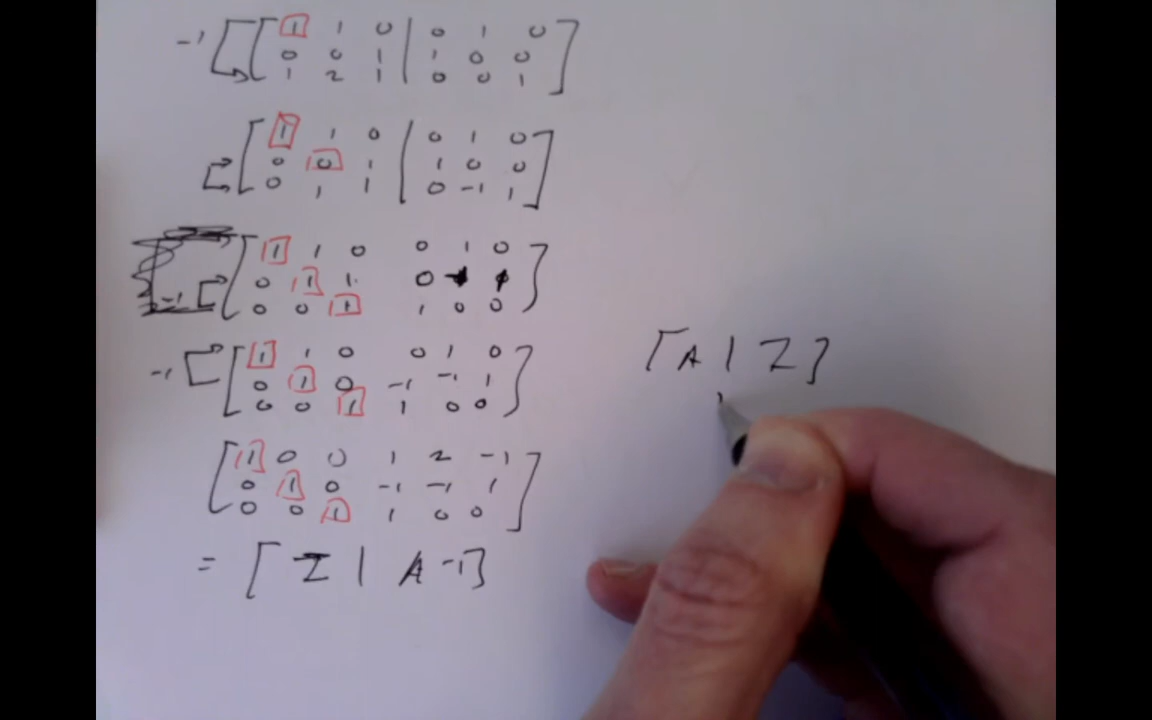 -1 [ 1 1 0 | 0 1 0 ]
0 0 1 | 1 0 0
1 2 1 | 0 0 1
[ 1 1 0 | 0 1 0 ]
0 0 1 | 1 0 0
0 1 1 | 0 -1 1
[ 1 1 0 0 1 0 ]
0 1 1 0
-1 0 0 1 1 0 0
-1 [ 1 1 0 0 1 0 ]
0 1 0 -1 -1 1
0 0 1 1 0 0
[ 1 0 0 1 2 -1 ]
0 1 0 -1 -1 1
0 0 1 1 0 0
= [ I | A -1 ]
[ A | I ]